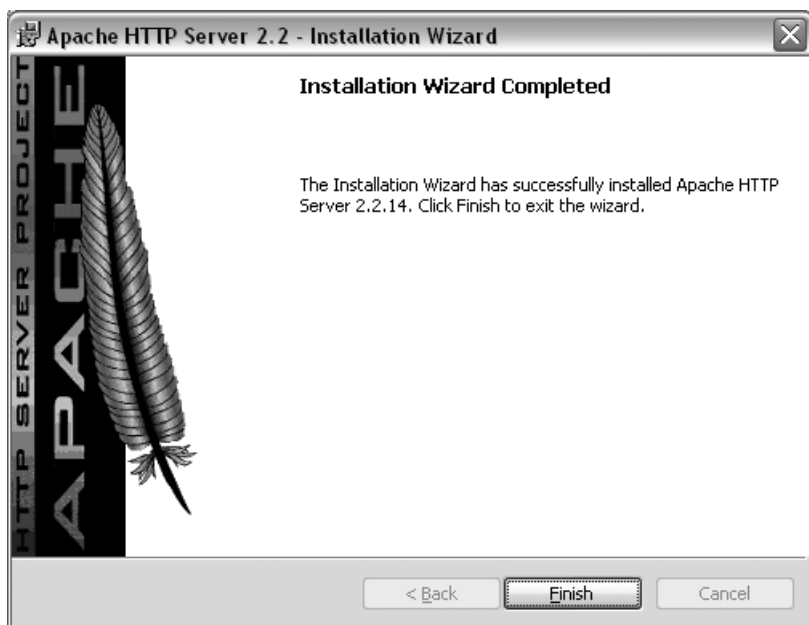 Apache HTTP Server 2.2 - Installation Wizard
HTTP SERVER PROJECT
APACHE
Installation Wizard Completed
The Installation Wizard has successfully installed Apache HTTP
Server 2.2.14. Click Finish to exit the wizard.
< Back
Finish
Cancel